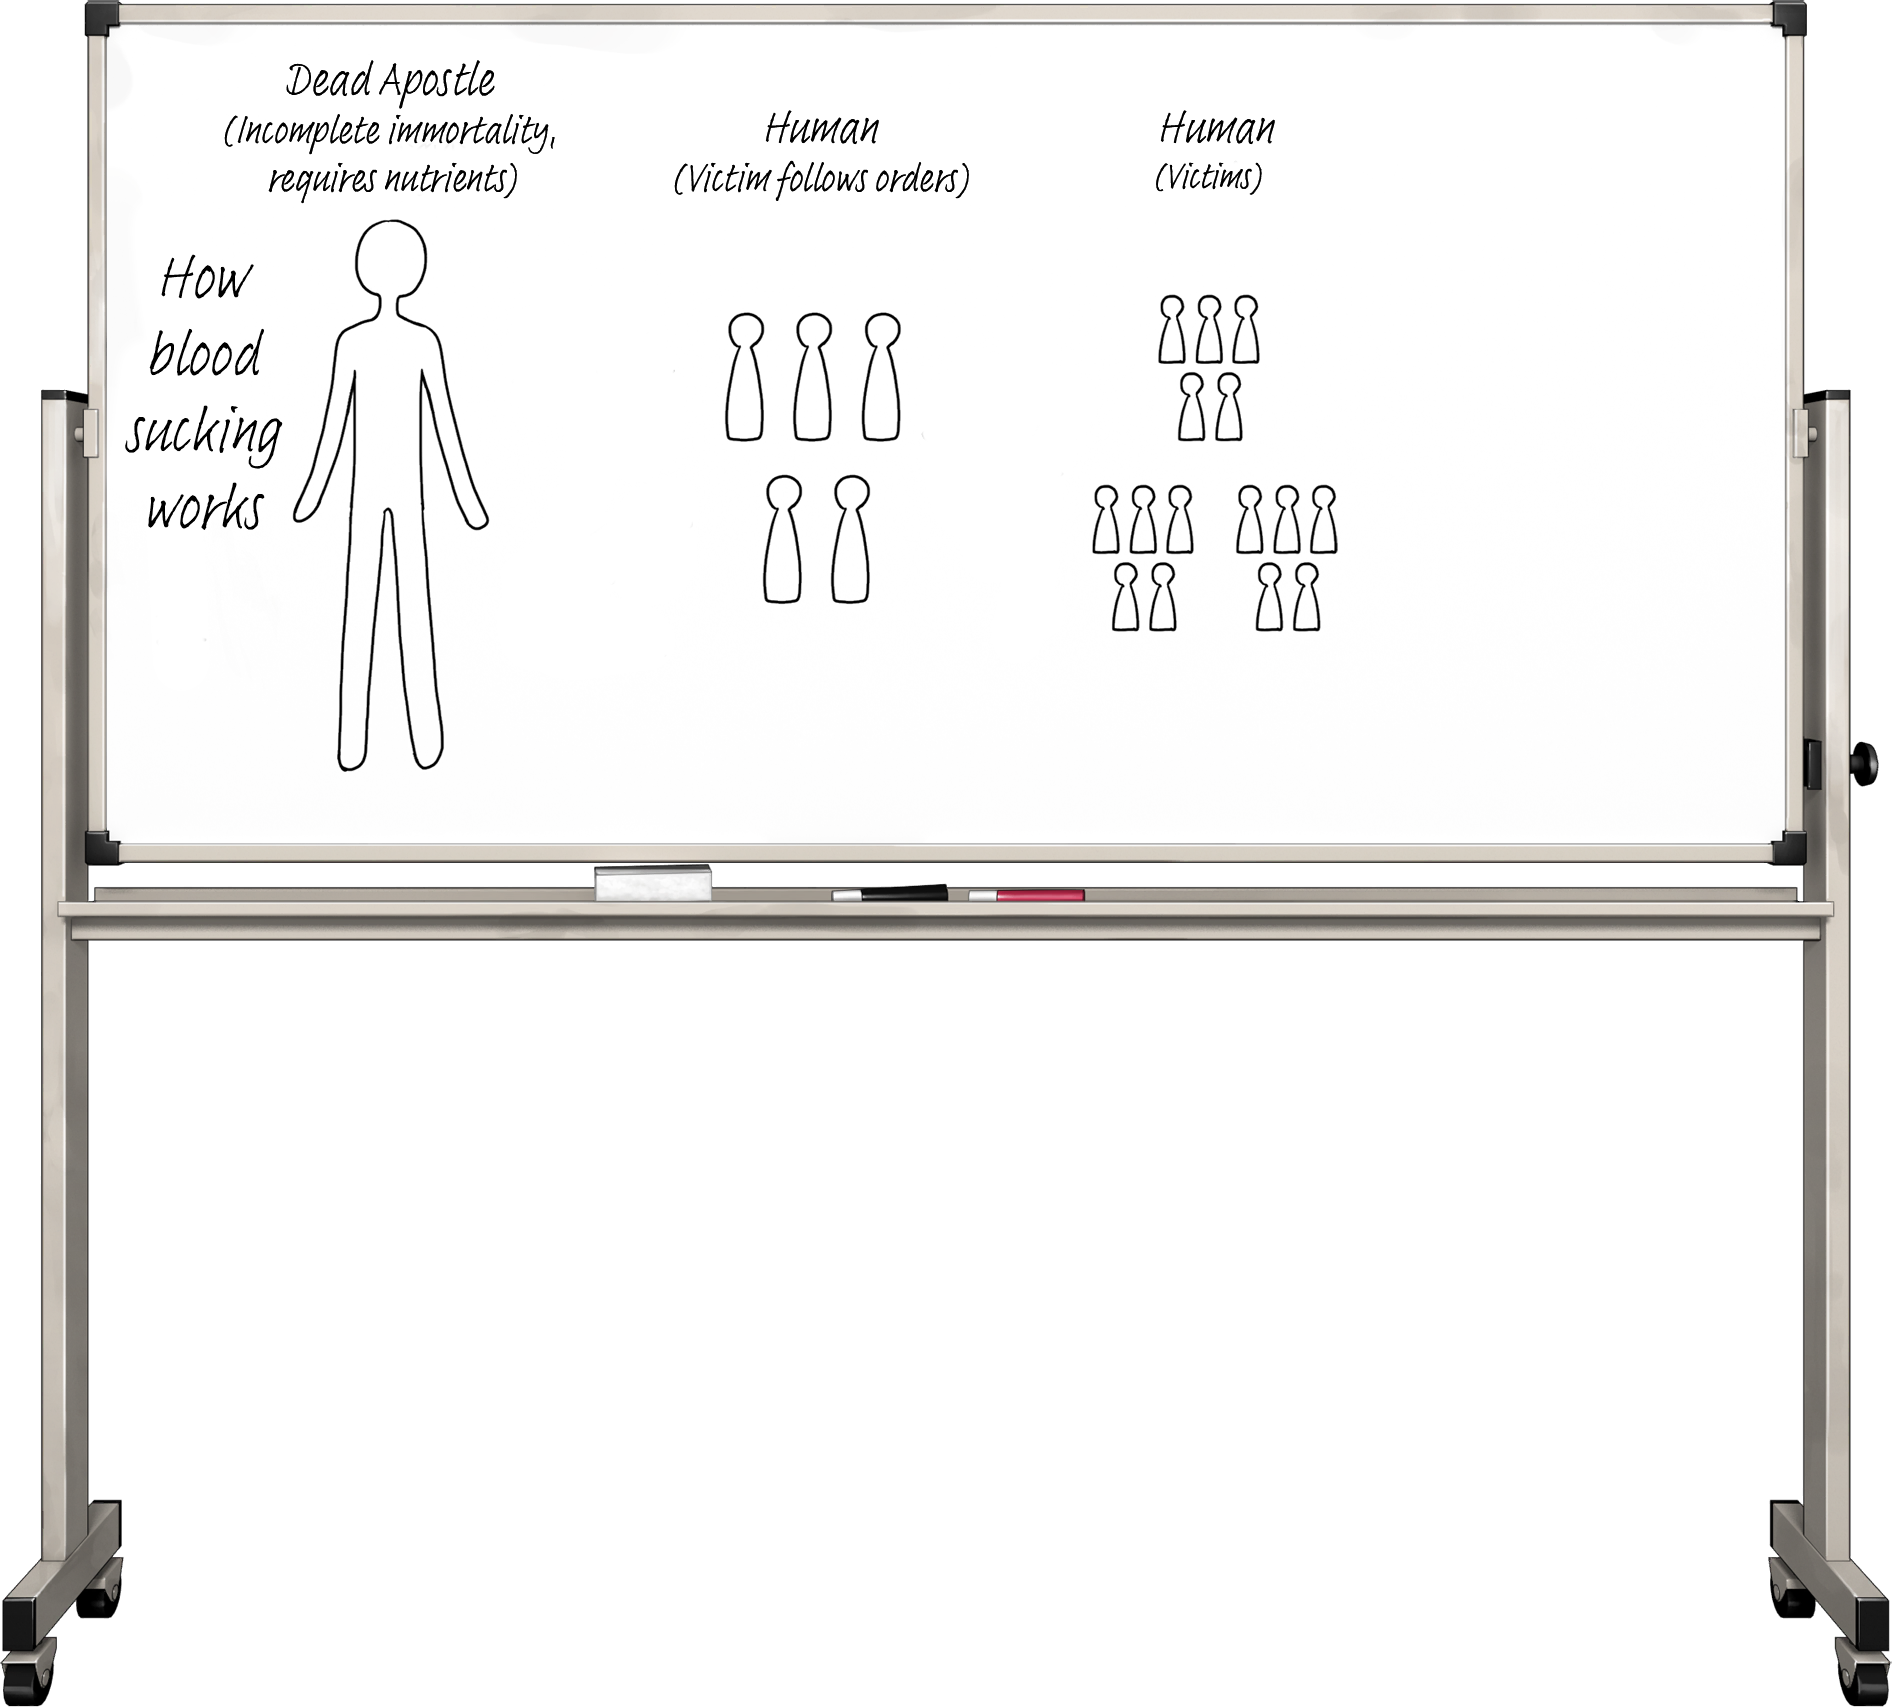 Dead Apostle
(Incomplete immortality,
requires nutrients)
Human
(Victim follows orders)
Human
(Victims)
How
blood
sucking
works